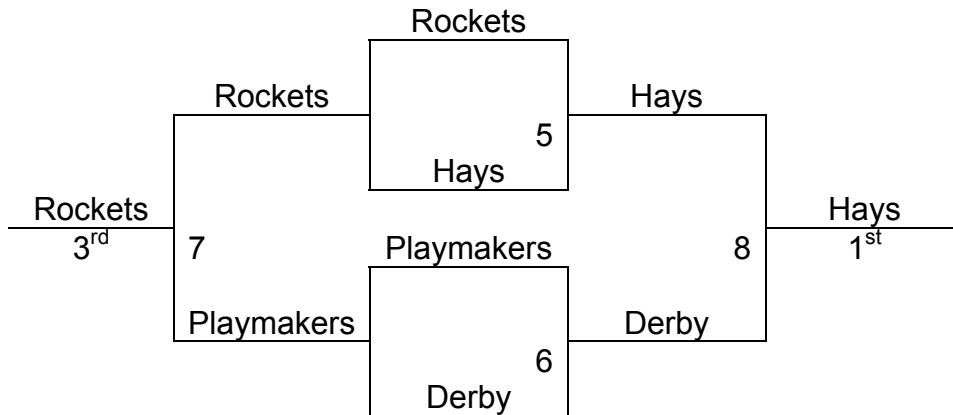 Rockets
Rockets
Hays
5
Hays
Rockets
3rd
7
Playmakers
8
Hays
1st
Playmakers
Derby
6
Derby